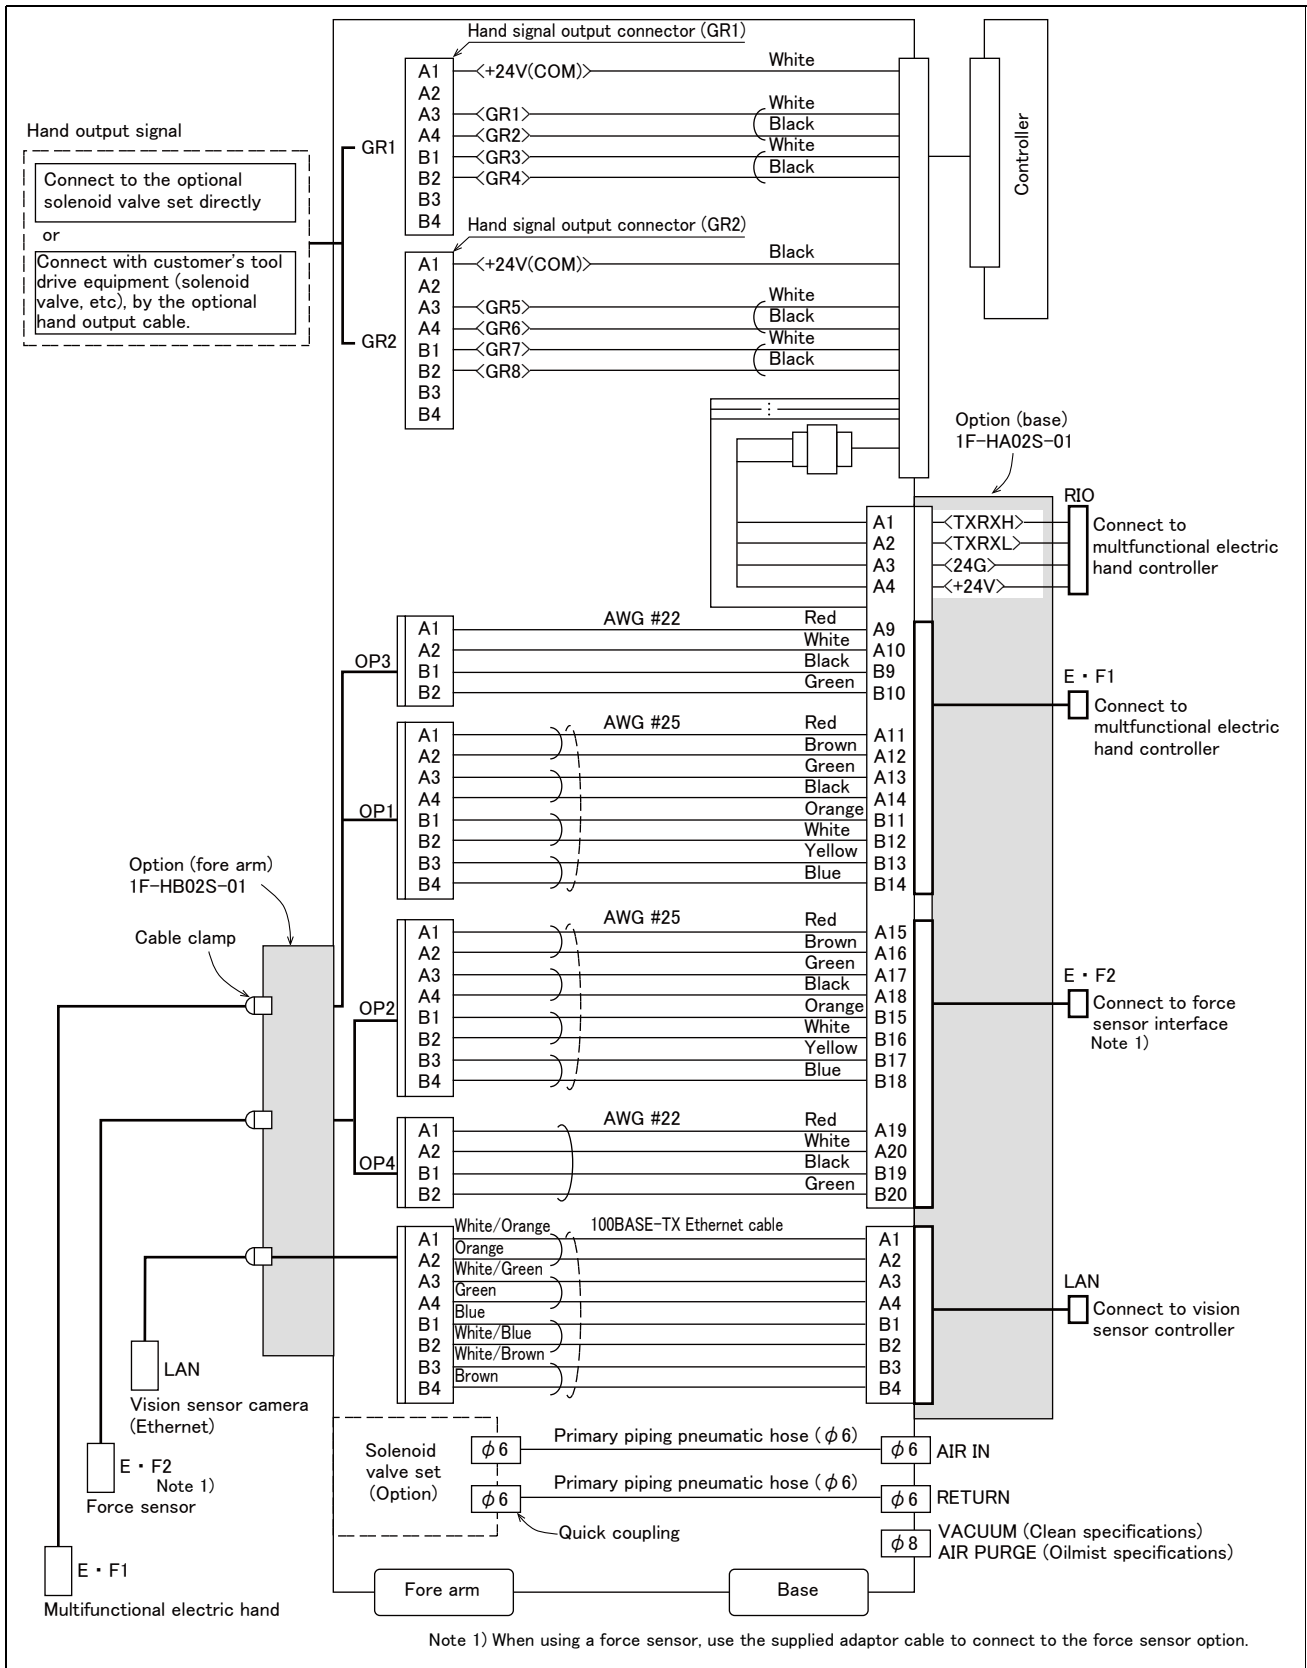 Hand signal output connector (GR1)
A1 <+24V(COM)> White
A2
A3 <GR1> White
A4 <GR2> Black
B1 <GR3> White
B2 <GR4> Black
B3
B4
GR1
Controller
Hand output signal
Connect to the optional
solenoid valve set directly
or
Connect with customer's tool
drive equipment (solenoid
valve, etc), by the optional
hand output cable.
Hand signal output connector (GR2)
A1 <+24V(COM)> Black
A2
A3 <GR5> White
A4 <GR6> Black
B1 <GR7> White
B2 <GR8> Black
B3
B4
GR2
Option (base)
1F-HA02S-01
RIO
A1 <TXRXH>
A2 <TXRXL>
A3 <24G>
A4 <+24V>
Connect to
multfunctional electric
hand controller
OP3
AWG #22
A1 Red A9
A2 White A10
B1 Black B9
B2 Green B10
E・F1
Connect to
multfunctional electric
hand controller
OP1
AWG #25
A1 Red A11
A2 Brown A12
A3 Green A13
A4 Black A14
B1 Orange B11
B2 White B12
B3 Yellow B13
B4 Blue B14
Option (fore arm)
1F-HB02S-01
Cable clamp
OP2
AWG #25
A1 Red A15
A2 Brown A16
A3 Green A17
A4 Black A18
B1 Orange B15
B2 White B16
B3 Yellow B17
B4 Blue B18
E・F2
Connect to force
sensor interface
Note 1)
OP4
AWG #22
A1 Red A19
A2 White A20
B1 Black B19
B2 Green B20
100BASE-TX Ethernet cable
A1 White/Orange A1
A2 Orange A2
A3 White/Green A3
A4 Green A4
B1 Blue B1
B2 White/Blue B2
B3 White/Brown B3
B4 Brown B4
LAN
Connect to vision
sensor controller
LAN
Vision sensor camera
(Ethernet)
E・F2
Note 1)
Force sensor
E・F1
Multifunctional electric hand
Solenoid
valve set
(Option)
φ6 Primary piping pneumatic hose (φ6) φ6 AIR IN
φ6 Primary piping pneumatic hose (φ6) φ6 RETURN
Quick coupling
φ8 VACUUM (Clean specifications)
AIR PURGE (Oilmist specifications)
Fore arm
Base
Note 1) When using a force sensor, use the supplied adaptor cable to connect to the force sensor option.